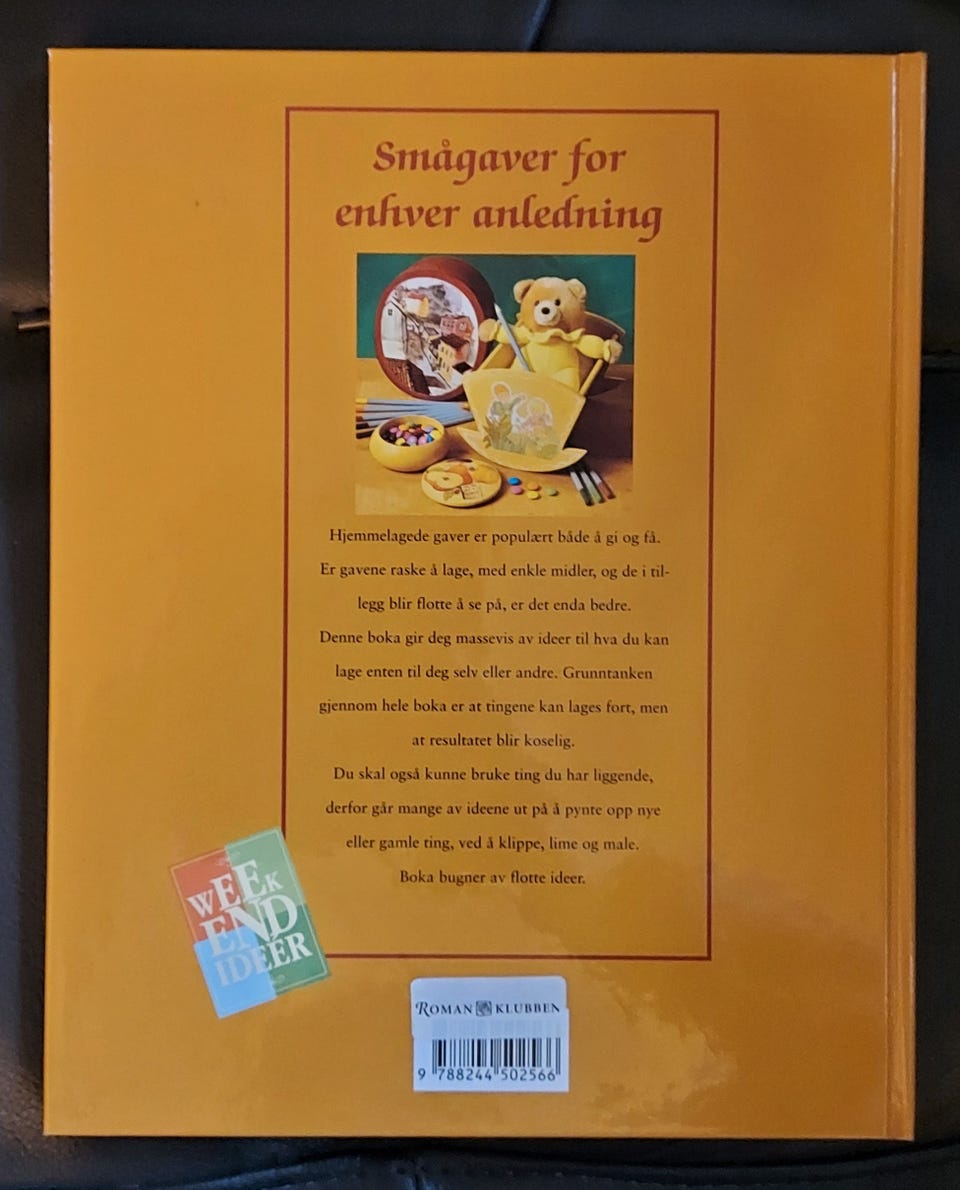 Smågaver for
enhver anledning
Hjemmelagede gaver er populært både å gi og få.
Er gavene raske å lage, med enkle midler, og de i til-
legg blir flotte å se på, er det enda bedre.
Denne boka gir deg massevis av ideer til hva du kan
lage enten til deg selv eller andre. Grunntanken
gjennom hele boka er at tingene kan lages fort, men
at resultatet blir koselig.
Du skal også kunne bruke ting du har liggende,
derfor går mange av ideene ut på å pynte opp nye
eller gamle ting, ved å klippe, lime og male.
Boka bugner av flotte ideer.
WEEK
END
IDEER
ROMAN KLUBBEN
9 788244 502566